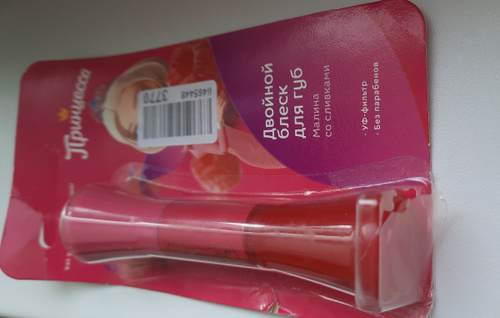 Принцесса
Двойной
блеск
для губ
Малина
со сливками
· УФ-фильтр
· Без парабенов
3770